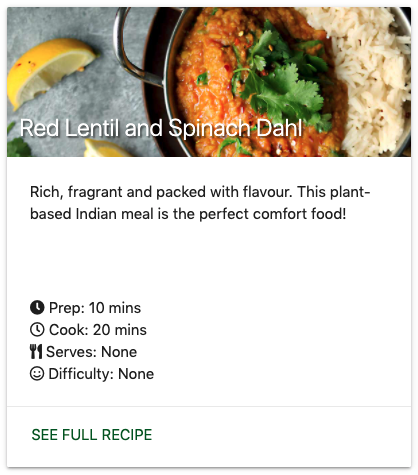 Red Lentil and Spinach Dahl
Rich, fragrant and packed with flavour. This plant-
based Indian meal is the perfect comfort food!
Prep: 10 mins
Cook: 20 mins
Serves: None
Difficulty: None
SEE FULL RECIPE